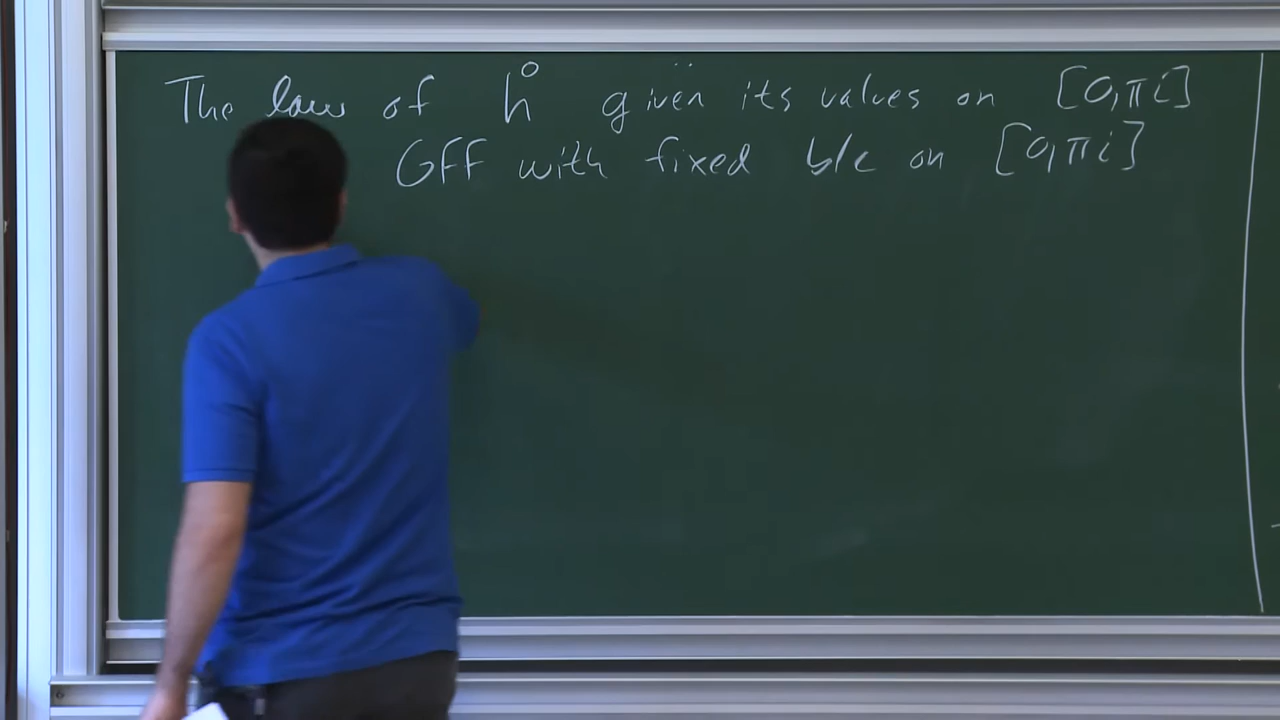 The law of h° given its values on [0,πi]
GFF with fixed b/c on [0,πi]